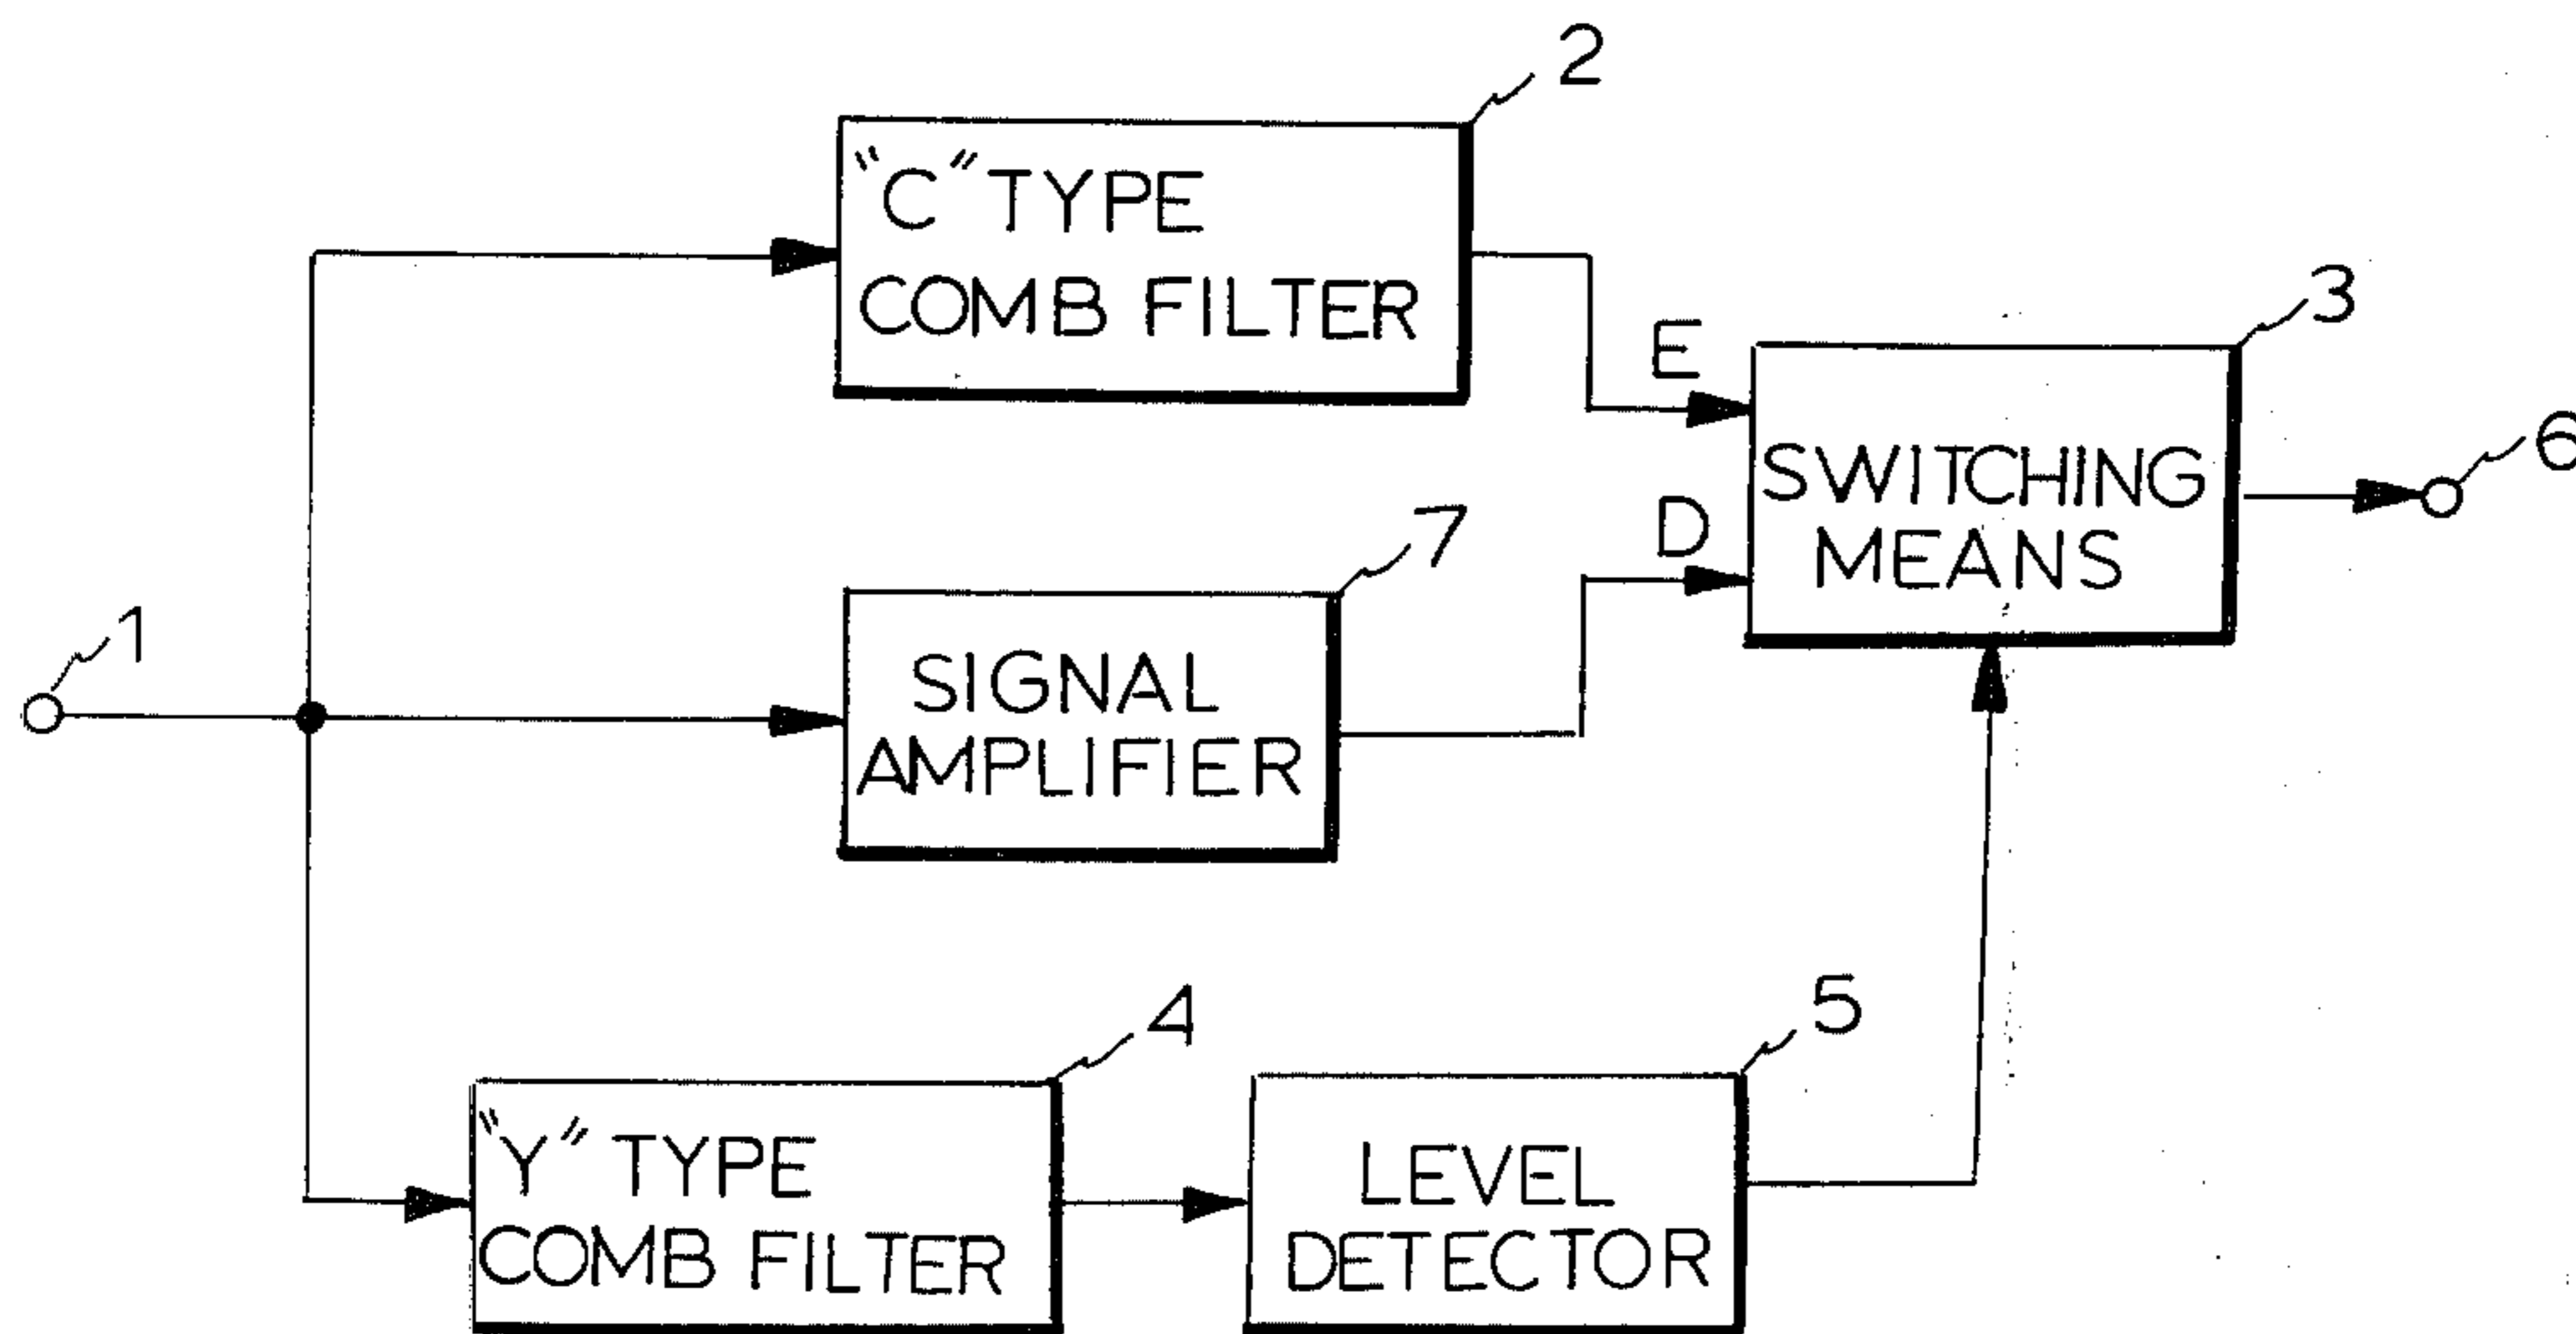 2
"C" TYPE
COMB FILTER
E
3
SWITCHING
MEANS
6
D
7
SIGNAL
AMPLIFIER
1
4
"Y" TYPE
COMB FILTER
5
LEVEL
DETECTOR